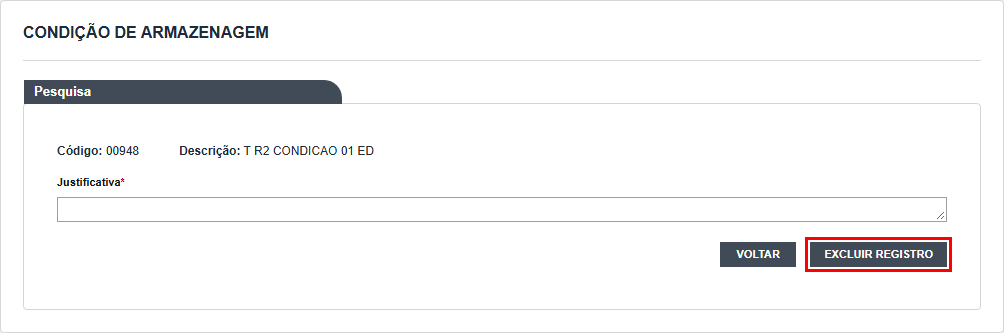 CONDIÇÃO DE ARMAZENAGEM
Pesquisa
Código: 00948 Descrição: T R2 CONDICAO 01 ED
Justificativa*
VOLTAR EXCLUIR REGISTRO